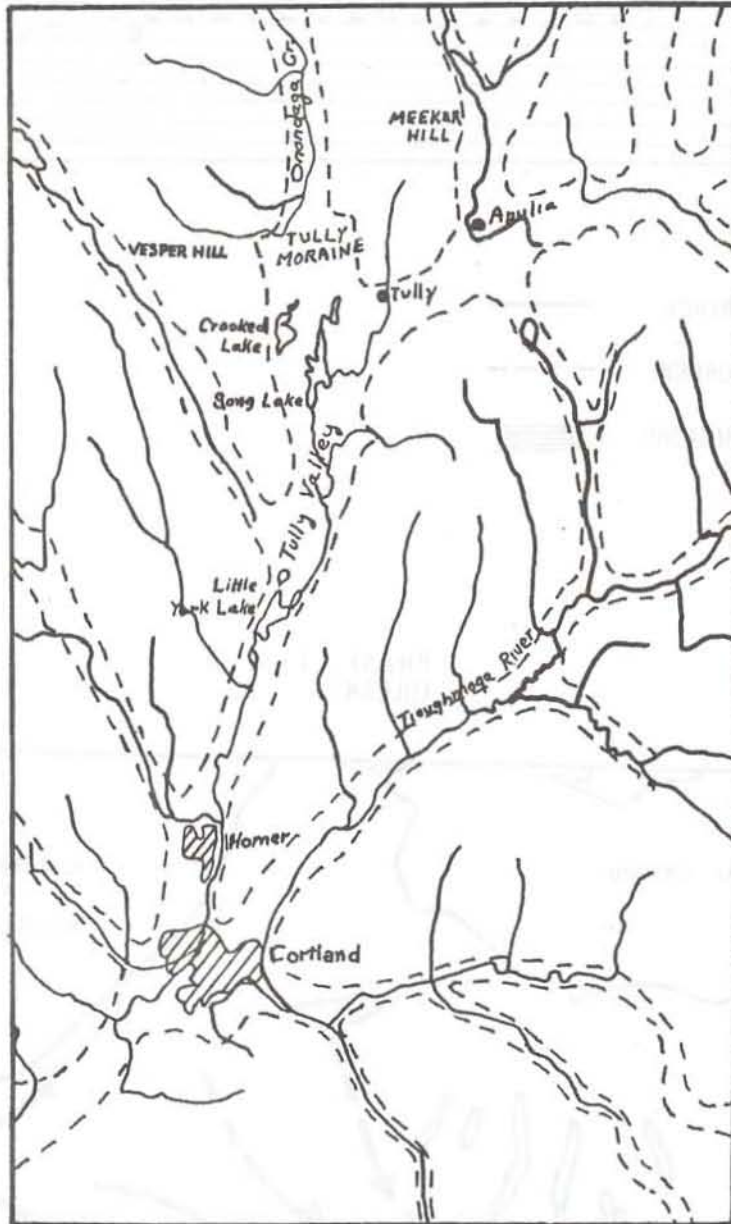 Onondaga Cr.
MEEKER
HILL
Apulia
VESPER HILL
TULLY
MORAINE
Tully
Crooked
Lake
Song Lake
Tully Valley
Little
York Lake
Tioughnioga River
Homer
Cortland